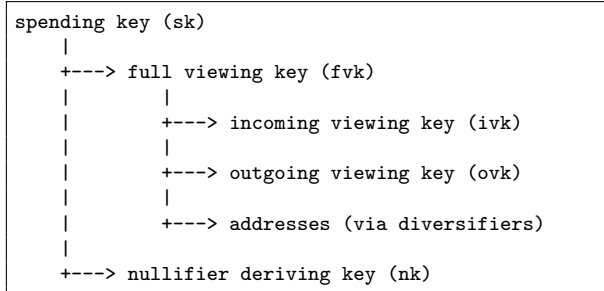 spending key (sk)
|
+---> full viewing key (fvk)
| |
| +---> incoming viewing key (ivk)
| |
| +---> outgoing viewing key (ovk)
| |
| +---> addresses (via diversifiers)
|
+---> nullifier deriving key (nk)